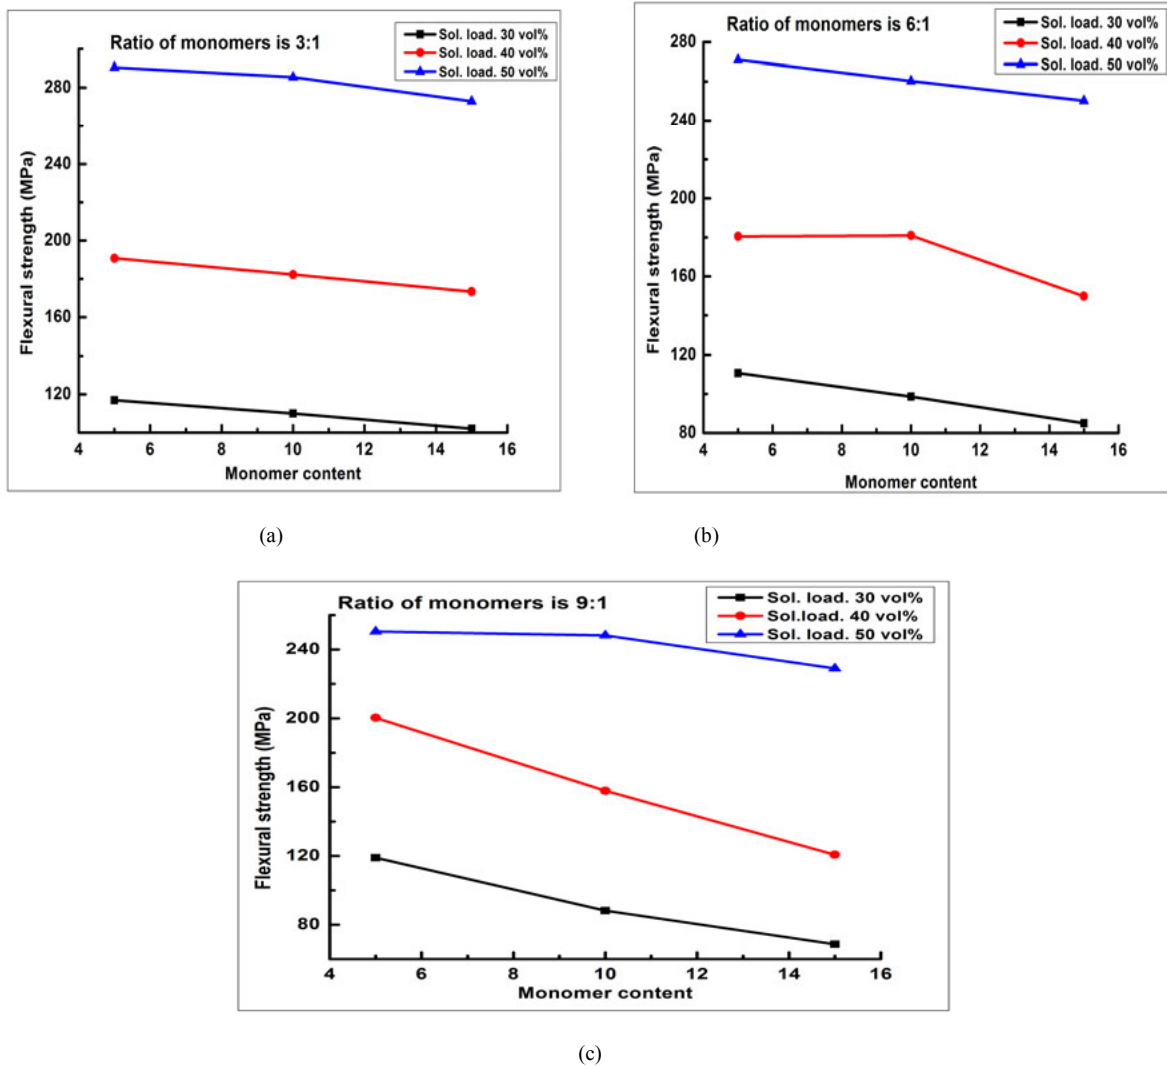 Ratio of monomers is 3:1
Sol. load. 30 vol%
Sol. load. 40 vol%
Sol. load. 50 vol%
Flexural strength (MPa)
280
240
200
160
120
4 6 8 10 12 14 16
Monomer content
(a)
Ratio of monomers is 6:1
Sol. load. 30 vol%
Sol. load. 40 vol%
Sol. load. 50 vol%
Flexural strength (MPa)
280
240
200
160
120
80
4 6 8 10 12 14 16
Monomer content
(b)
Ratio of monomers is 9:1
Sol. load. 30 vol%
Sol.load. 40 vol%
Sol. load. 50 vol%
Flexural strength (MPa)
240
200
160
120
80
4 6 8 10 12 14 16
Monomer content
(c)